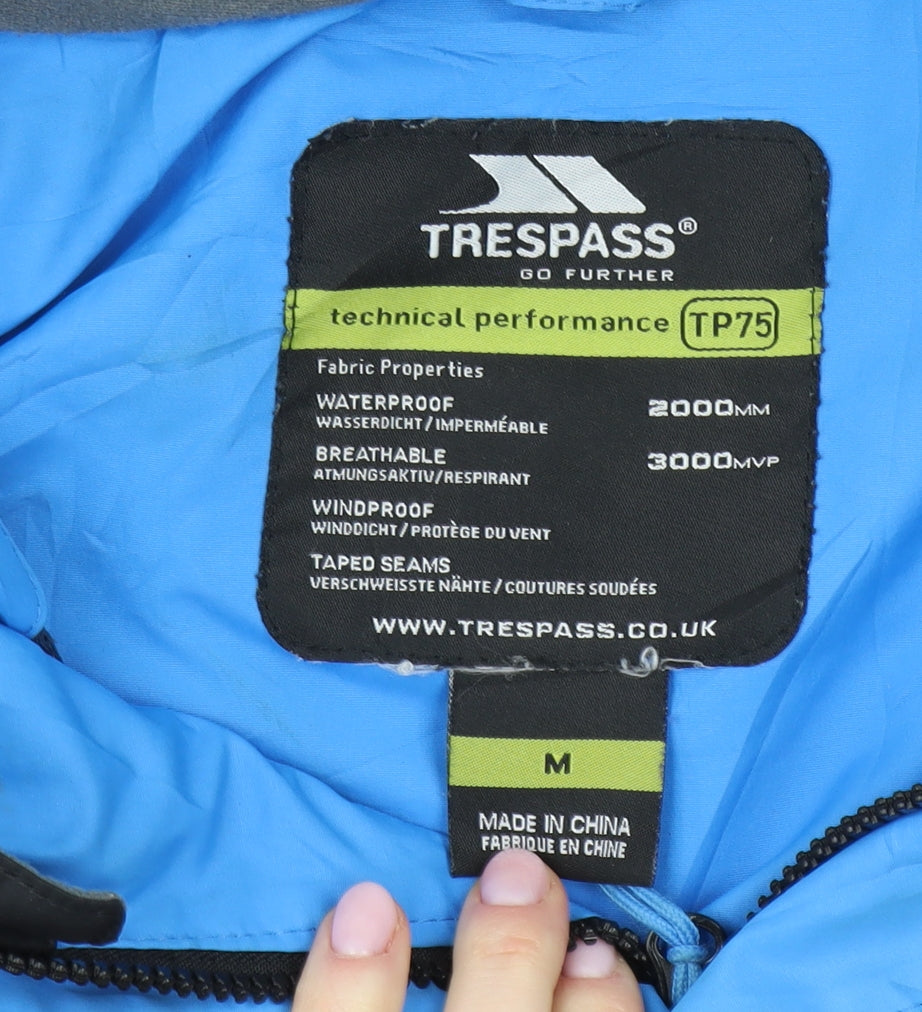 TRESPASS®
GO FURTHER
technical performance TP75
Fabric Properties
WATERPROOF 2000MM
WASSERDICHT / IMPERMÉABLE
BREATHABLE 3000MVP
ATMUNGSAKTIV/RESPIRANT
WINDPROOF
WINDDICHT / PROTÈGE DU VENT
TAPED SEAMS
VERSCHWEISSTE NÄHTE / COUTURES SOUDÉES
WWW.TRESPASS.CO.UK
M
MADE IN CHINA
FABRIQUE EN CHINE